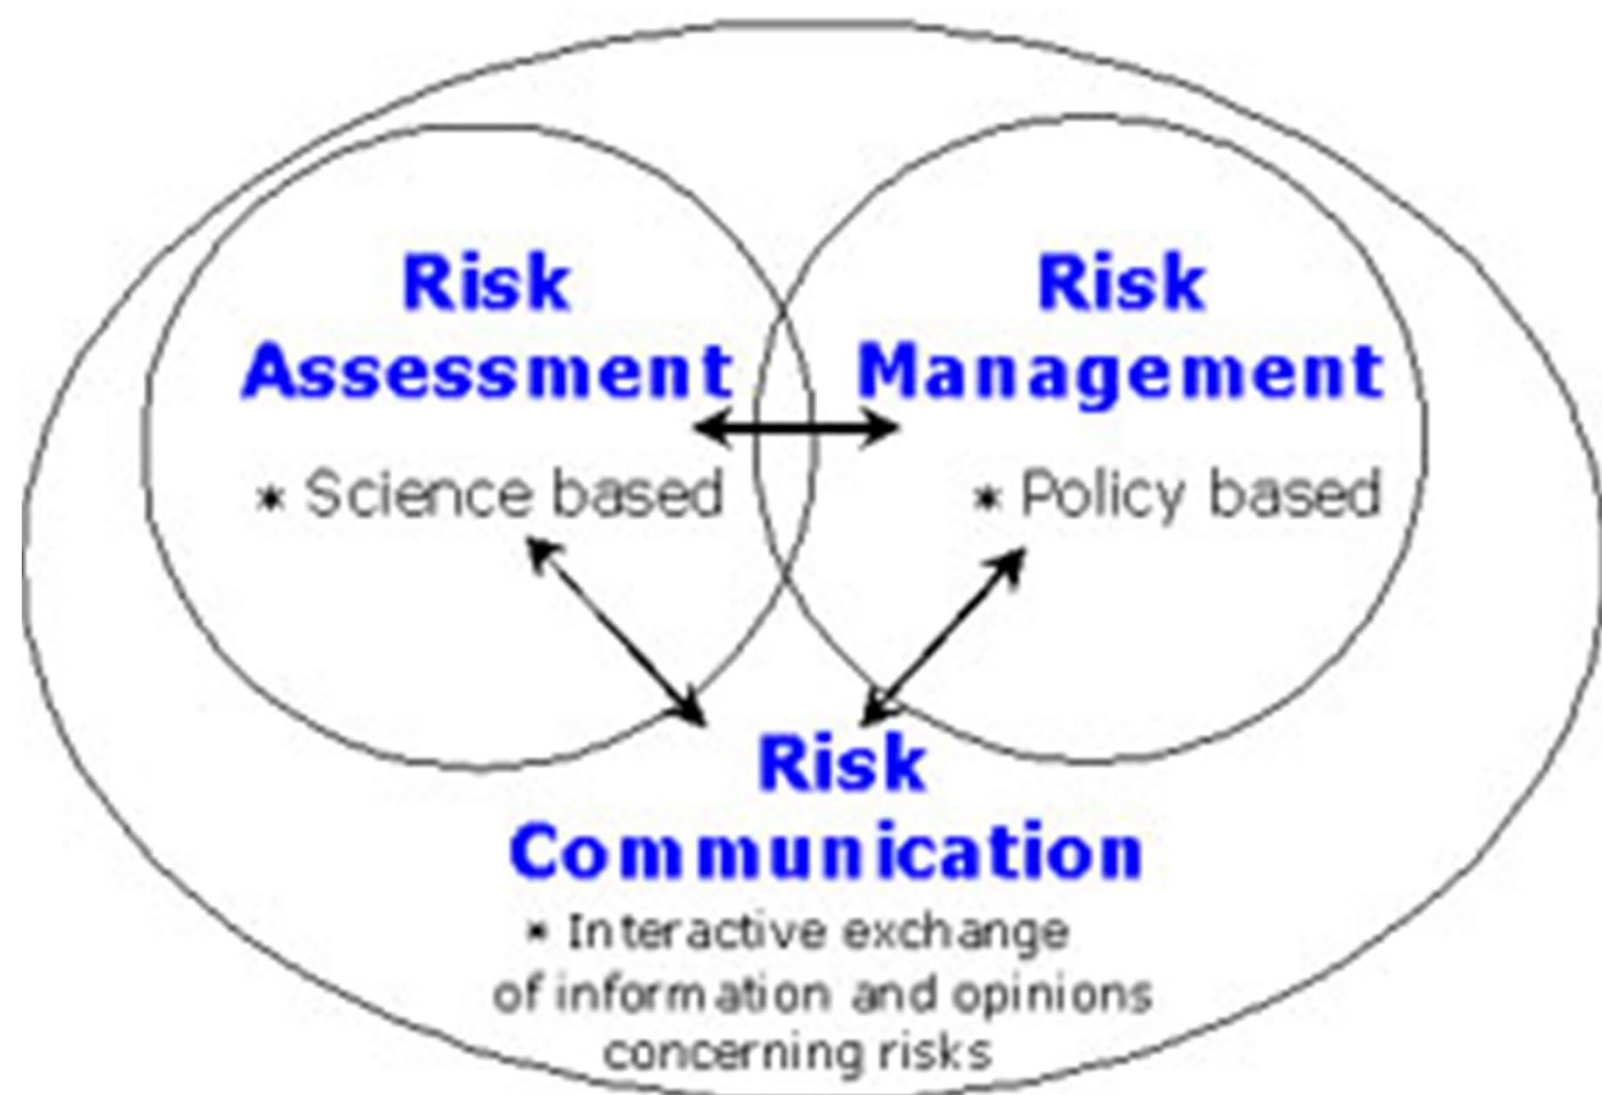 Risk
Assessment
* Science based
Risk
Management
* Policy based
Risk
Communication
* Interactive exchange
of information and opinions
concerning risks